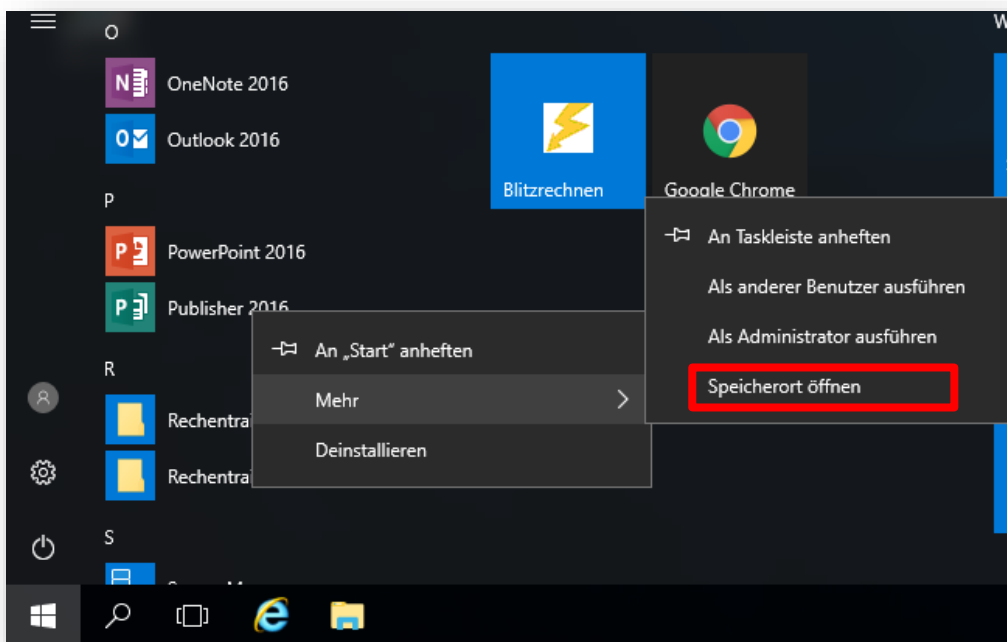 O
OneNote 2016
Outlook 2016
P
PowerPoint 2016
Publisher 2016
R
Rechentrai
Rechentrai
S
Blitzrechnen
Google Chrome
W
An „Start“ anheften
Mehr
Deinstallieren
An Taskleiste anheften
Als anderer Benutzer ausführen
Als Administrator ausführen
Speicherort öffnen